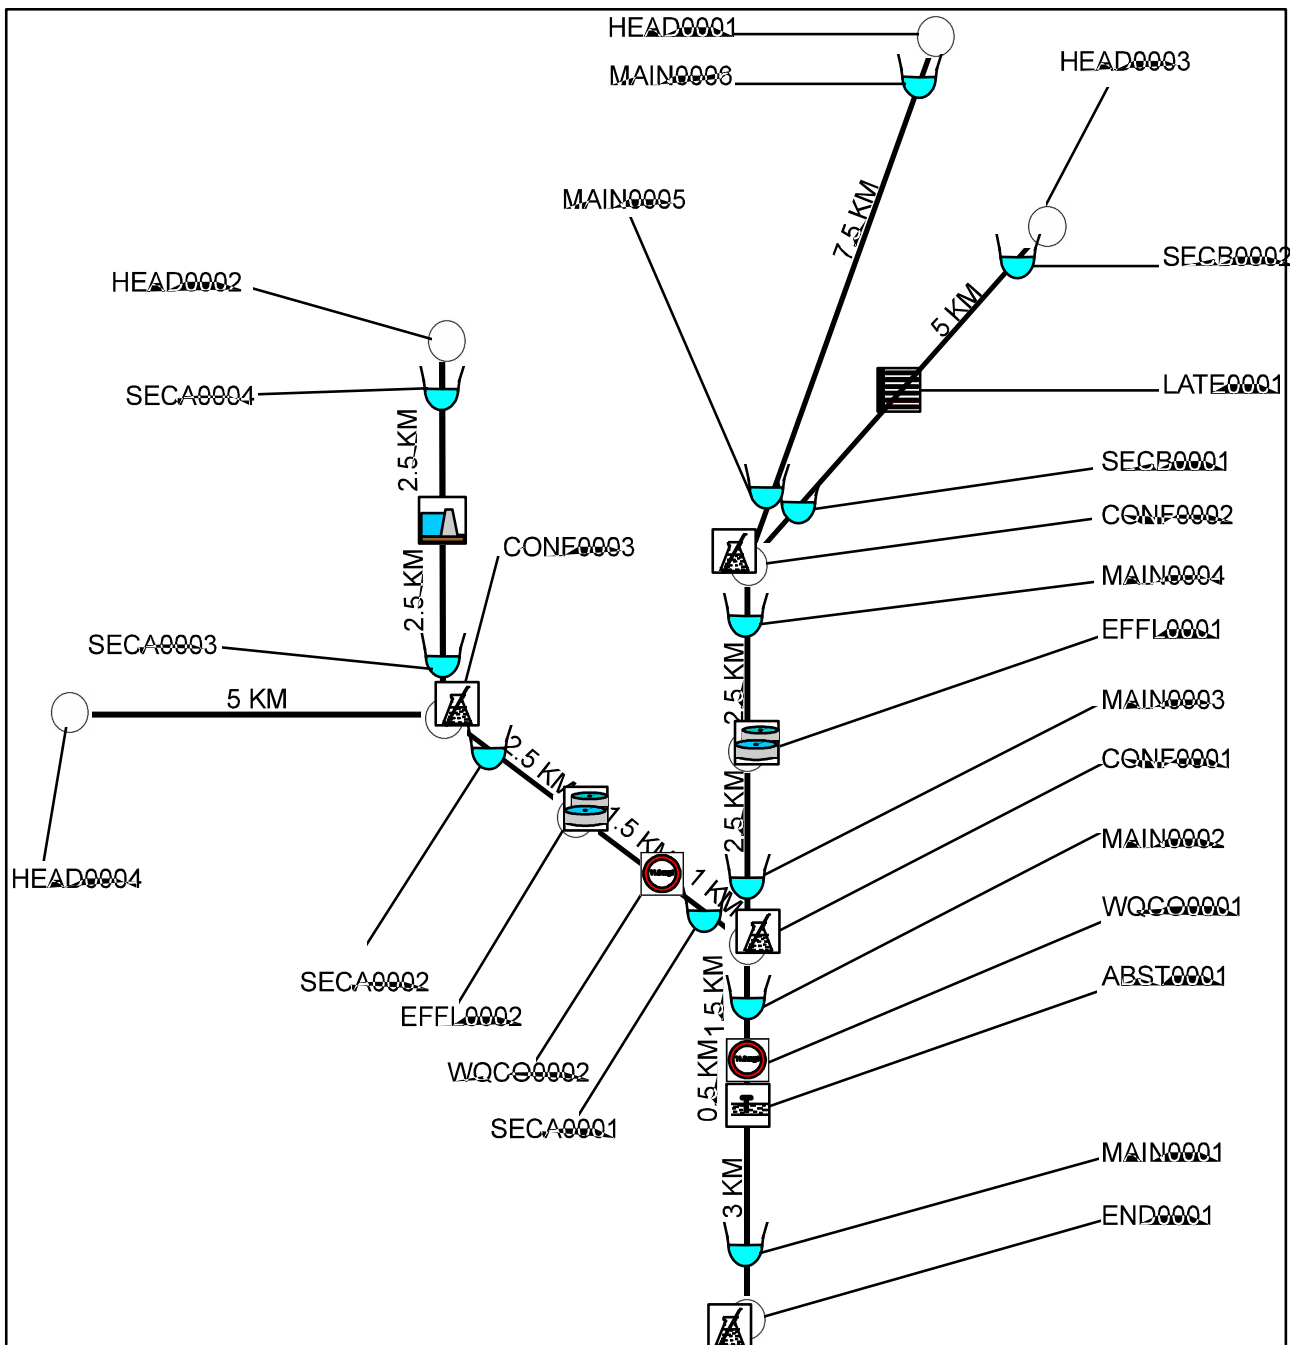 HEAD0001
MAIN0006
HEAD0003
MAIN0005
7.5 KM
SECB0002
HEAD0002
5 KM
SECA0004
LATE0001
2.5 KM
SECB0001
CONF0002
CONF0003
MAIN0004
2.5 KM
EFFL0001
SECA0003
2.5 KM
5 KM
MAIN0003
2.5 KM
CONF0001
2.5 KM
1.5 KM
MAIN0002
HEAD0004
1 KM
WQCO0001
SECA0002
1.5 KM
ABST0001
EFFL0002
0.5 KM
WQCO0002
SECA0001
MAIN0001
3 KM
END0001